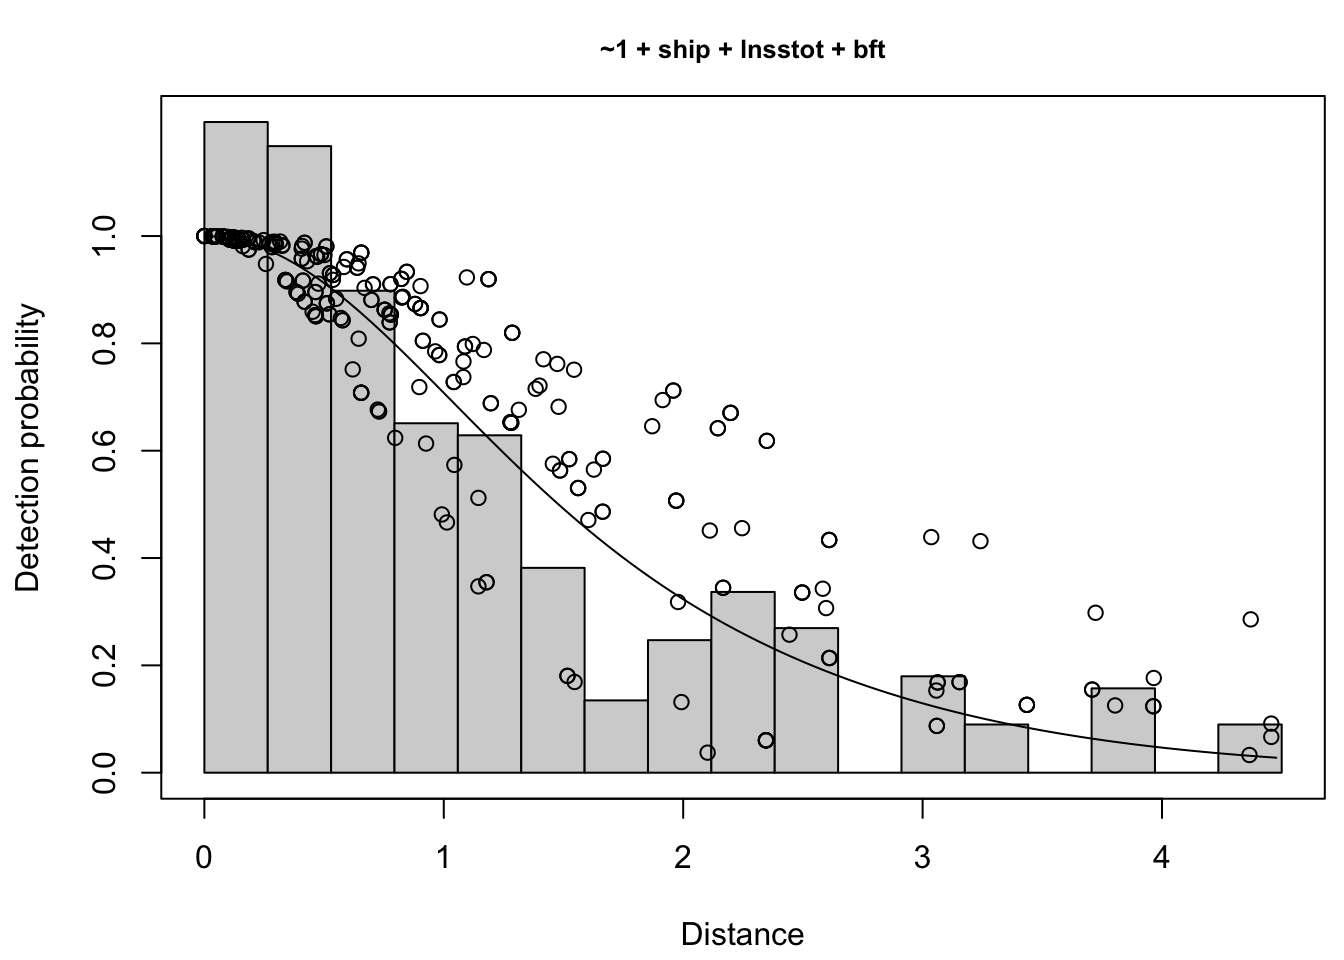 ~1 + ship + lnsstot + bft
Detection probability
1.0
0.8
0.6
0.4
0.2
0.0
0 1 2 3 4
Distance